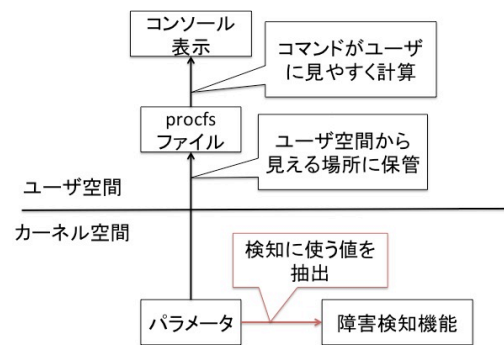 コンソール
表示
コマンドがユーザ
に見やすく計算
procfs
ファイル
ユーザ空間から
見える場所に保管
ユーザ空間
カーネル空間
検知に使う値を
抽出
パラメータ
障害検知機能